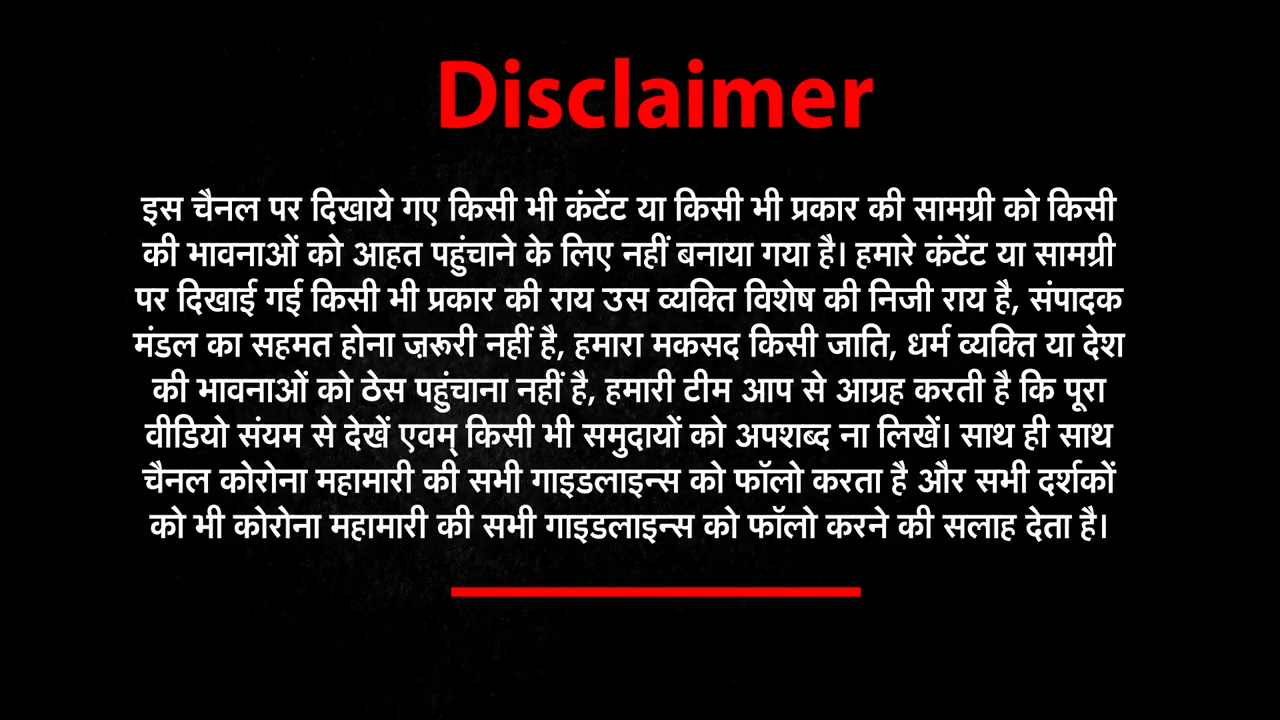 Disclaimer
इस चैनल पर दिखाये गए किसी भी कंटेंट या किसी भी प्रकार की सामग्री को किसी
की भावनाओं को आहत पहुंचाने के लिए नहीं बनाया गया है। हमारे कंटेंट या सामग्री
पर दिखाई गई किसी भी प्रकार की राय उस व्यक्ति विशेष की निजी राय है, संपादक
मंडल का सहमत होना ज़रूरी नहीं है, हमारा मकसद किसी जाति, धर्म व्यक्ति या देश
की भावनाओं को ठेस पहुंचाना नहीं है, हमारी टीम आप से आग्रह करती है कि पूरा
वीडियो संयम से देखें एवम् किसी भी समुदायों को अपशब्द ना लिखें। साथ ही साथ
चैनल कोरोना महामारी की सभी गाइडलाइन्स को फॉलो करता है और सभी दर्शकों
को भी कोरोना महामारी की सभी गाइडलाइन्स को फॉलो करने की सलाह देता है।